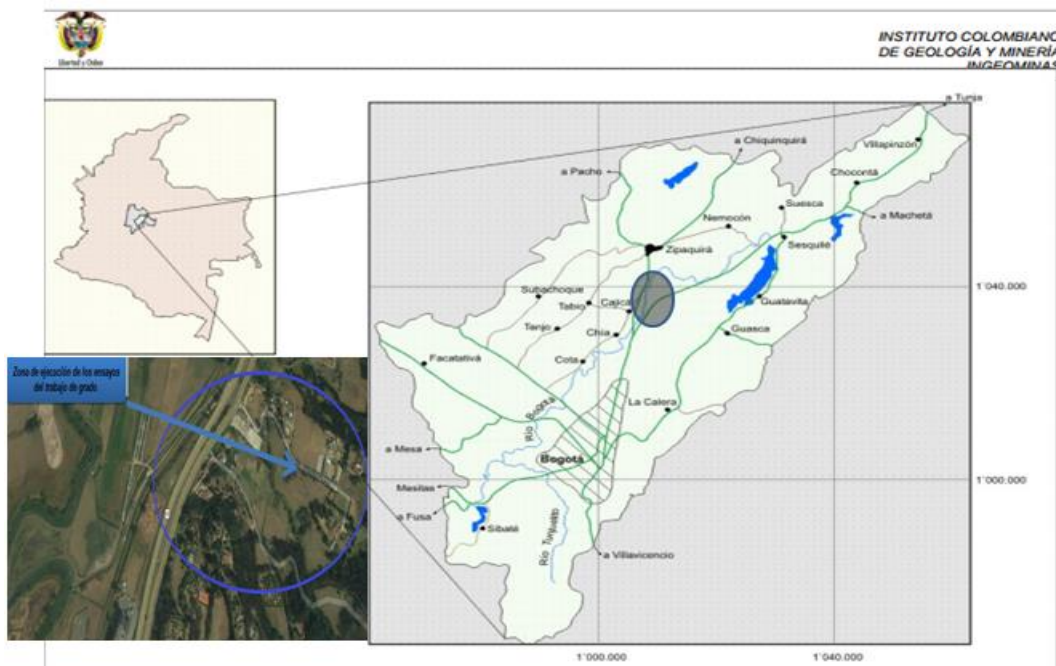 Libertad y Orden
INSTITUTO COLOMBIANO
DE GEOLOGÍA Y MINERÍA
INGEOMINAS
a Tunja
Villapinzón
a Chiquinquirá
a Pacho
Chocontá
Suesca
a Machetá
Nemocón
Sesquilé
Zipaquirá
1´040.000
Subachoque
Tabio
Cajicá
Guatavita
Tenjo
Chía
Guasca
Cota
Facatativá
Zona de ejecución de los ensayos
del trabajo de grado
La Calera
Río Bogotá
a Mesa
Bogotá
1´000.000
Mesitas
a Fusa
Sibaté
Río Tunjuelito
a Villavicencio
1´000.000
1´040.000